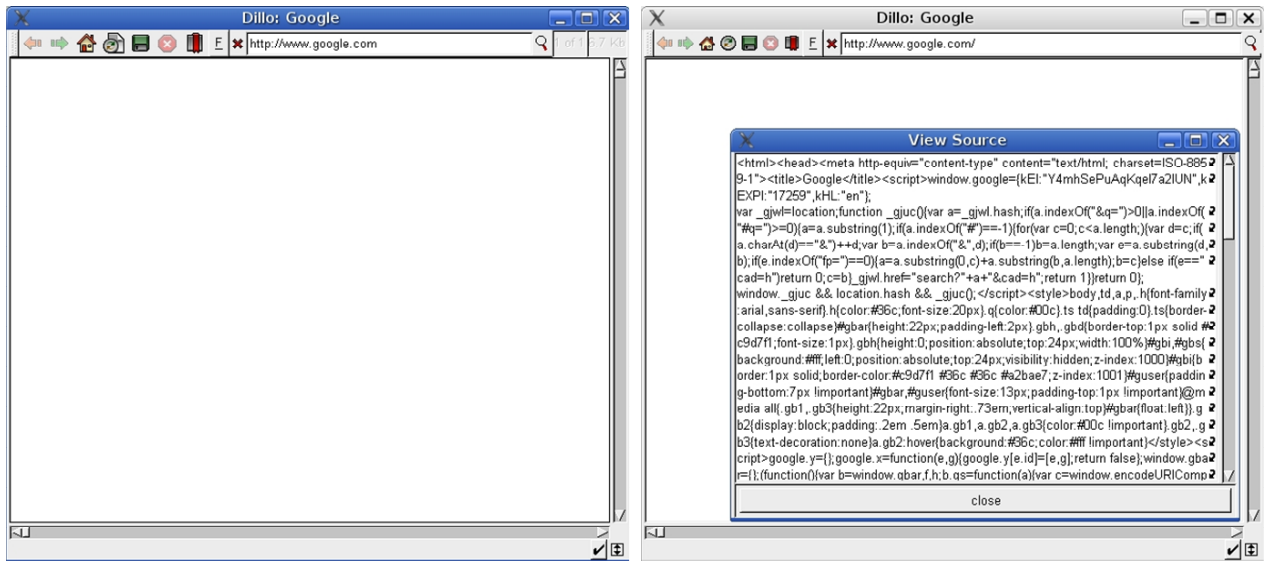 Dillo: Google
F
http://www.google.com
1 of 1 6.7 Kb
Dillo: Google
F
http://www.google.com/
View Source
<html><head><meta http-equiv="content-type" content="text/html; charset=ISO-885
9-1"><title>Google</title><script>window.google={kEI:"Y4mhSePuAqKqel7a2IUN",k
EXPI:"17259",kHL:"en"};
var _gjwl=location;function _gjuc(){var a=_gjwl.hash;if(a.indexOf("&q=")>0||a.indexOf(
"#q=")>=0){a=a.substring(1);if(a.indexOf("#")==-1){for(var c=0;c<a.length;){var d=c;if(
a.charAt(d)=="&")++d;var b=a.indexOf("&",d);if(b==-1)b=a.length;var e=a.substring(d,
b);if(e.indexOf("fp=")==0){a=a.substring(0,c)+a.substring(b,a.length);b=c}else if(e=="
cad=h")return 0;c=b}_gjwl.href="search?"+a+"&cad=h";return 1}}return 0};
window._gjuc && location.hash && _gjuc();</script><style>body,td,a,p,.h{font-family
:arial,sans-serif}.h{color:#36c;font-size:20px}.q{color:#00c}.ts td{padding:0}.ts{border-
collapse:collapse}#gbar{height:22px;padding-left:2px}.gbh,.gbd{border-top:1px solid #
c9d7f1;font-size:1px}.gbh{height:0;position:absolute;top:24px;width:100%}#gbi,#gbs{
background:#fff;left:0;position:absolute;top:24px;visibility:hidden;z-index:1000}#gbi{b
order:1px solid;border-color:#c9d7f1 #36c #36c #a2bae7;z-index:1001}#guser{paddin
g-bottom:7px !important}#gbar,#guser{font-size:13px;padding-top:1px !important}@m
edia all{.gb1,.gb3{height:22px;margin-right:.73em;vertical-align:top}#gbar{float:left}}.g
b2{display:block;padding:.2em .5em}a.gb1,a.gb2,a.gb3{color:#00c !important}.gb2,.g
b3{text-decoration:none}a.gb2:hover{background:#36c;color:#fff !important}</style><s
cript>google.y={};google.x=function(e,g){google.y[e.id]=[e,g];return false};window.gba
r={};(function(){var b=window.gbar,f,h;b.qs=function(a){var c=window.encodeURIComp
close